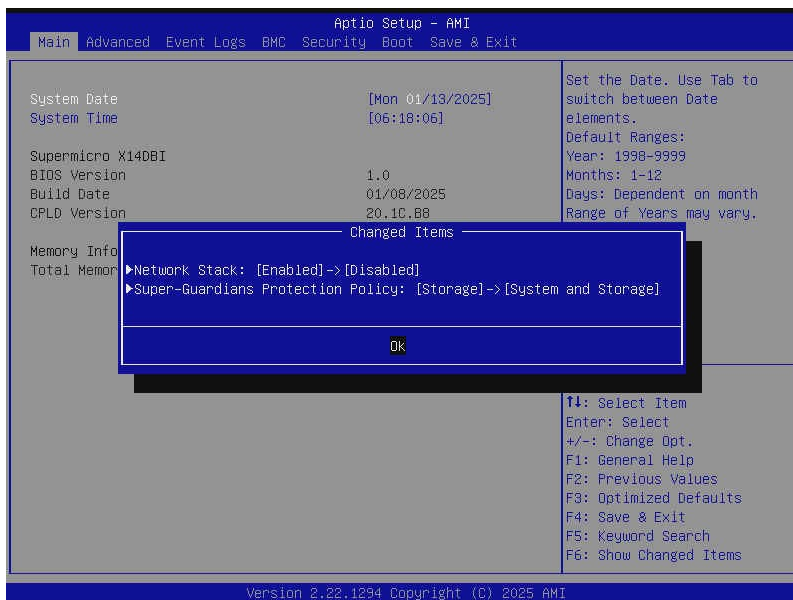 Aptio Setup - AMI
Main Advanced Event Logs BMC Security Boot Save & Exit
System Date [Mon 01/13/2025]
System Time [06:18:06]
Supermicro X14DBI
BIOS Version 1.0
Build Date 01/08/2025
CPLD Version 20.1C.B8
Memory Info
Total Memor
Changed Items
►Network Stack: [Enabled]->[Disabled]
►Super-Guardians Protection Policy: [Storage]->[System and Storage]
Ok
Set the Date. Use Tab to
switch between Date
elements.
Default Ranges:
Year: 1998-9999
Months: 1-12
Days: Dependent on month
Range of Years may vary.
↑↓: Select Item
Enter: Select
+/-: Change Opt.
F1: General Help
F2: Previous Values
F3: Optimized Defaults
F4: Save & Exit
F5: Keyword Search
F6: Show Changed Items
Version 2.22.1294 Copyright (C) 2025 AMI